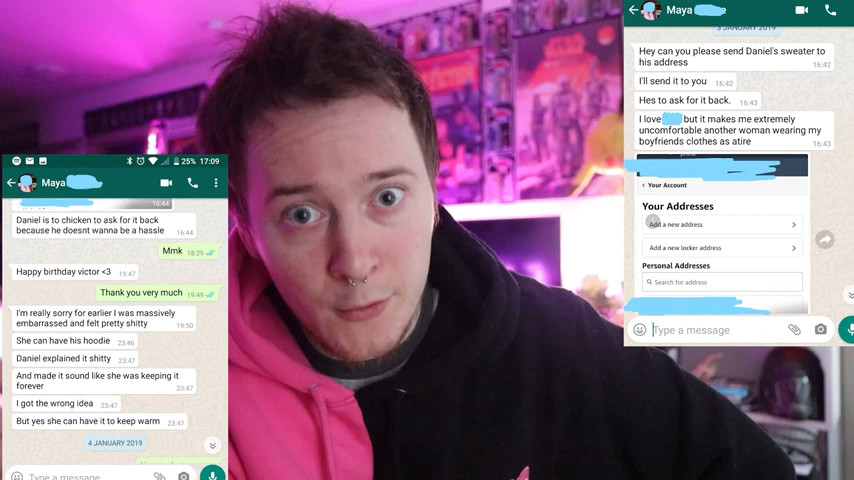 25% 17:09
Maya
16:44
Daniel is to chicken to ask for it back
because he doesnt wanna be a hassle
16:44
Mmk 18:29
Happy birthday victor <3 19:47
Thank you very much 19:49
I'm really sorry for earlier I was massively
embarrassed and felt pretty shitty
19:50
She can have his hoodie 23:46
Daniel explained it shitty 23:47
And made it sound like she was keeping it
forever
23:47
I got the wrong idea 23:47
But yes she can have it to keep warm 23:47
4 JANUARY 2019
Type a message
Maya
3 JANUARY 2019
Hey can you please send Daniel's sweater to
his address
16:42
I'll send it to you 16:42
Hes to ask for it back. 16:43
I love but it makes me extremely
uncomfortable another woman wearing my
boyfriends clothes as atire
16:43
Your Account
Your Addresses
Add a new address
Add a new locker address
Personal Addresses
Search for address
Type a message